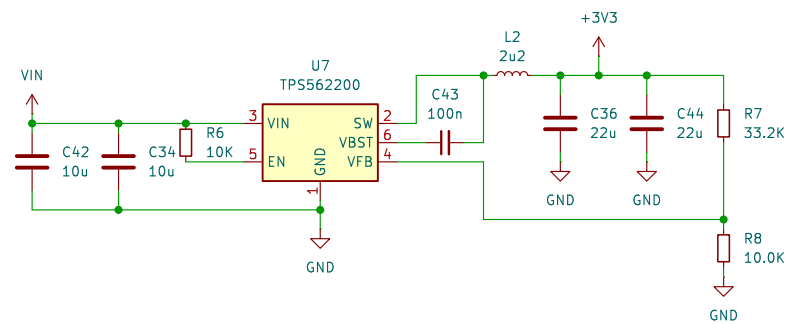 +3V3
L2
2u2
U7
TPS562200
VIN
C43
100n
3
VIN
SW
2
C36
22u
C44
22u
R7
33.2K
R6
10K
VBST
6
C42
10u
C34
10u
5
EN
GND
VFB
4
1
GND
GND
R8
10.0K
GND
GND